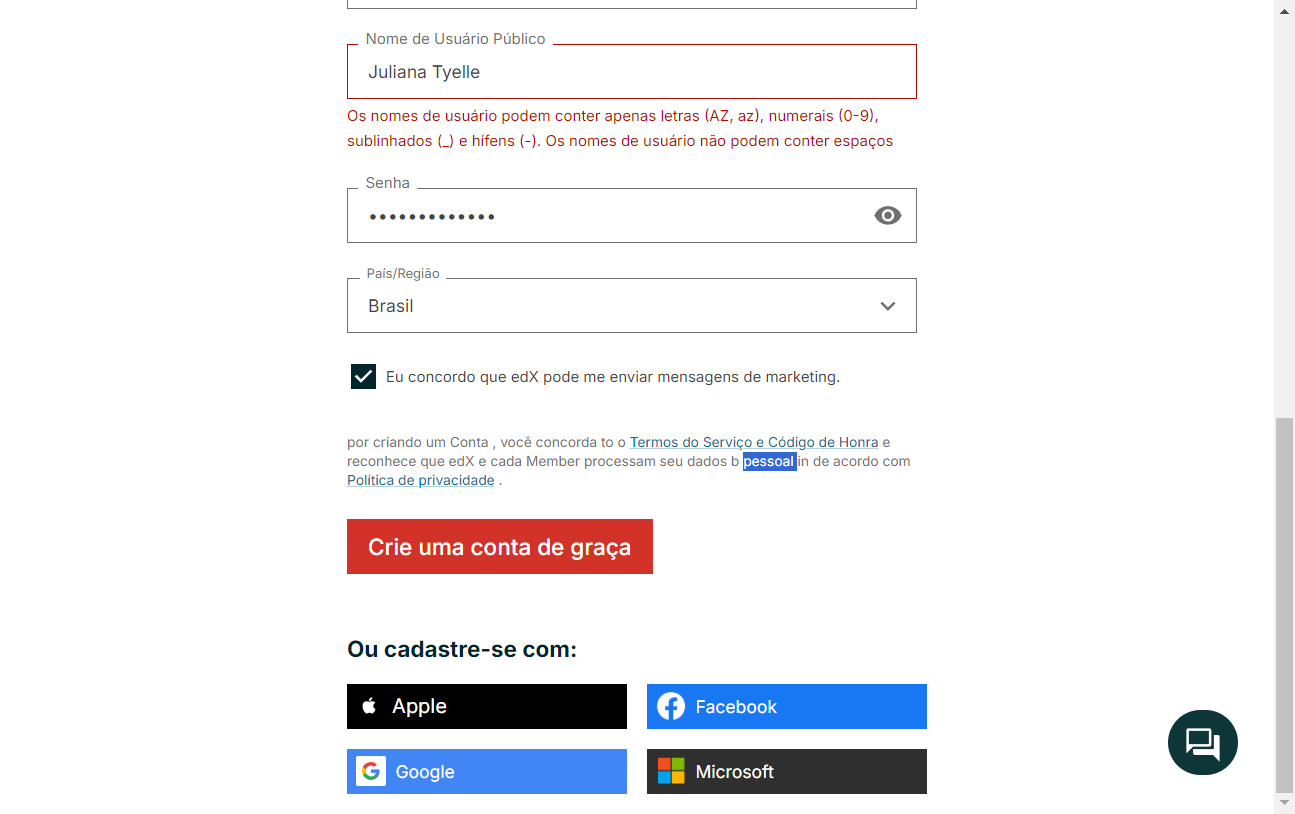 Nome de Usuário Público
Juliana Tyelle
Os nomes de usuário podem conter apenas letras (AZ, az), numerais (0-9),
sublinhados (_) e hífens (-). Os nomes de usuário não podem conter espaços
Senha
•••••••••••••
País/Região
Brasil
Eu concordo que edX pode me enviar mensagens de marketing.
por criando um Conta , você concorda to o Termos do Serviço e Código de Honra e
reconhece que edX e cada Member processam seu dados b pessoal in de acordo com
Política de privacidade .
Crie uma conta de graça
Ou cadastre-se com:
Apple
Facebook
Google
Microsoft